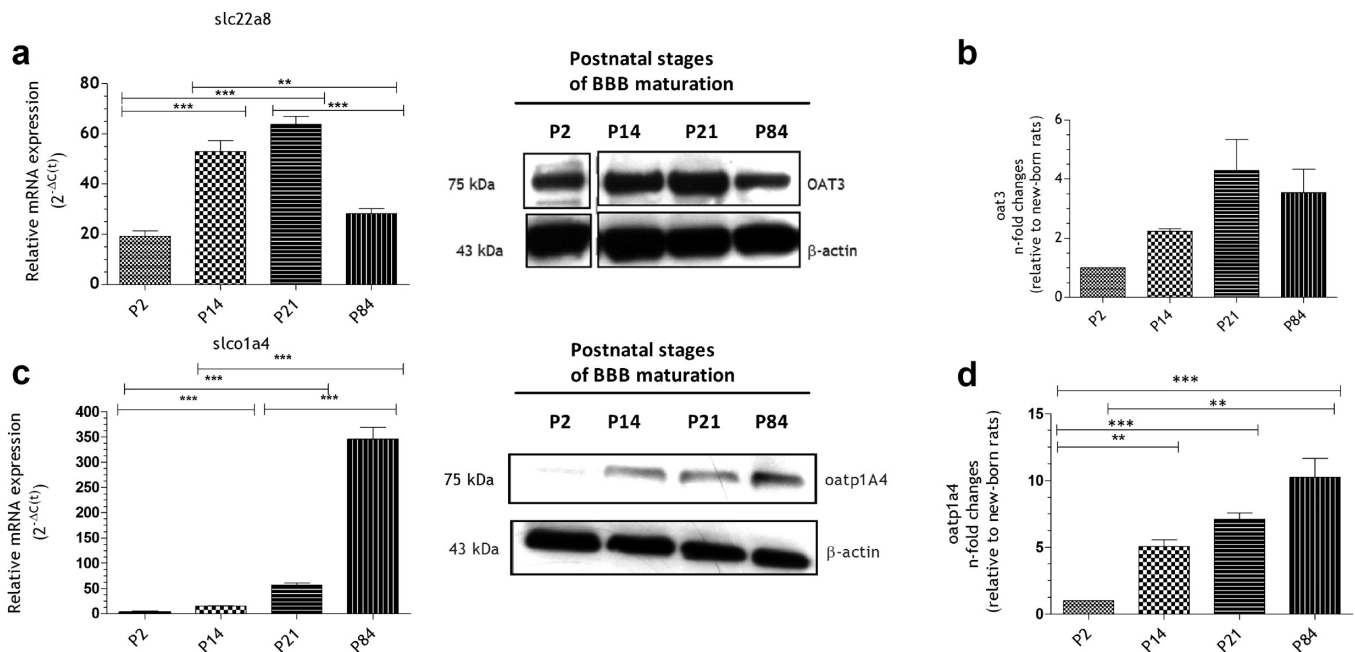 slc22a8
a
Relative mRNA expression
(2-ΔC(t))
80
60
40
20
0
**
***
***
***
P2
P14
P21
P84
Postnatal stages
of BBB maturation
P2 P14 P21 P84
75 kDa
OAT3
43 kDa
β-actin
b
oat3
n-fold changes
(relative to new-born rats)
6
4
2
0
P2
P14
P21
P84
slco1a4
c
Relative mRNA expression
(2-ΔC(t))
400
350
300
250
200
150
100
50
0
***
***
***
***
P2
P14
P21
P84
Postnatal stages
of BBB maturation
P2 P14 P21 P84
75 kDa
oatp1A4
43 kDa
β-actin
d
oatp1a4
n-fold changes
(relative to new-born rats)
15
10
5
0
***
**
***
**
P2
P14
P21
P84